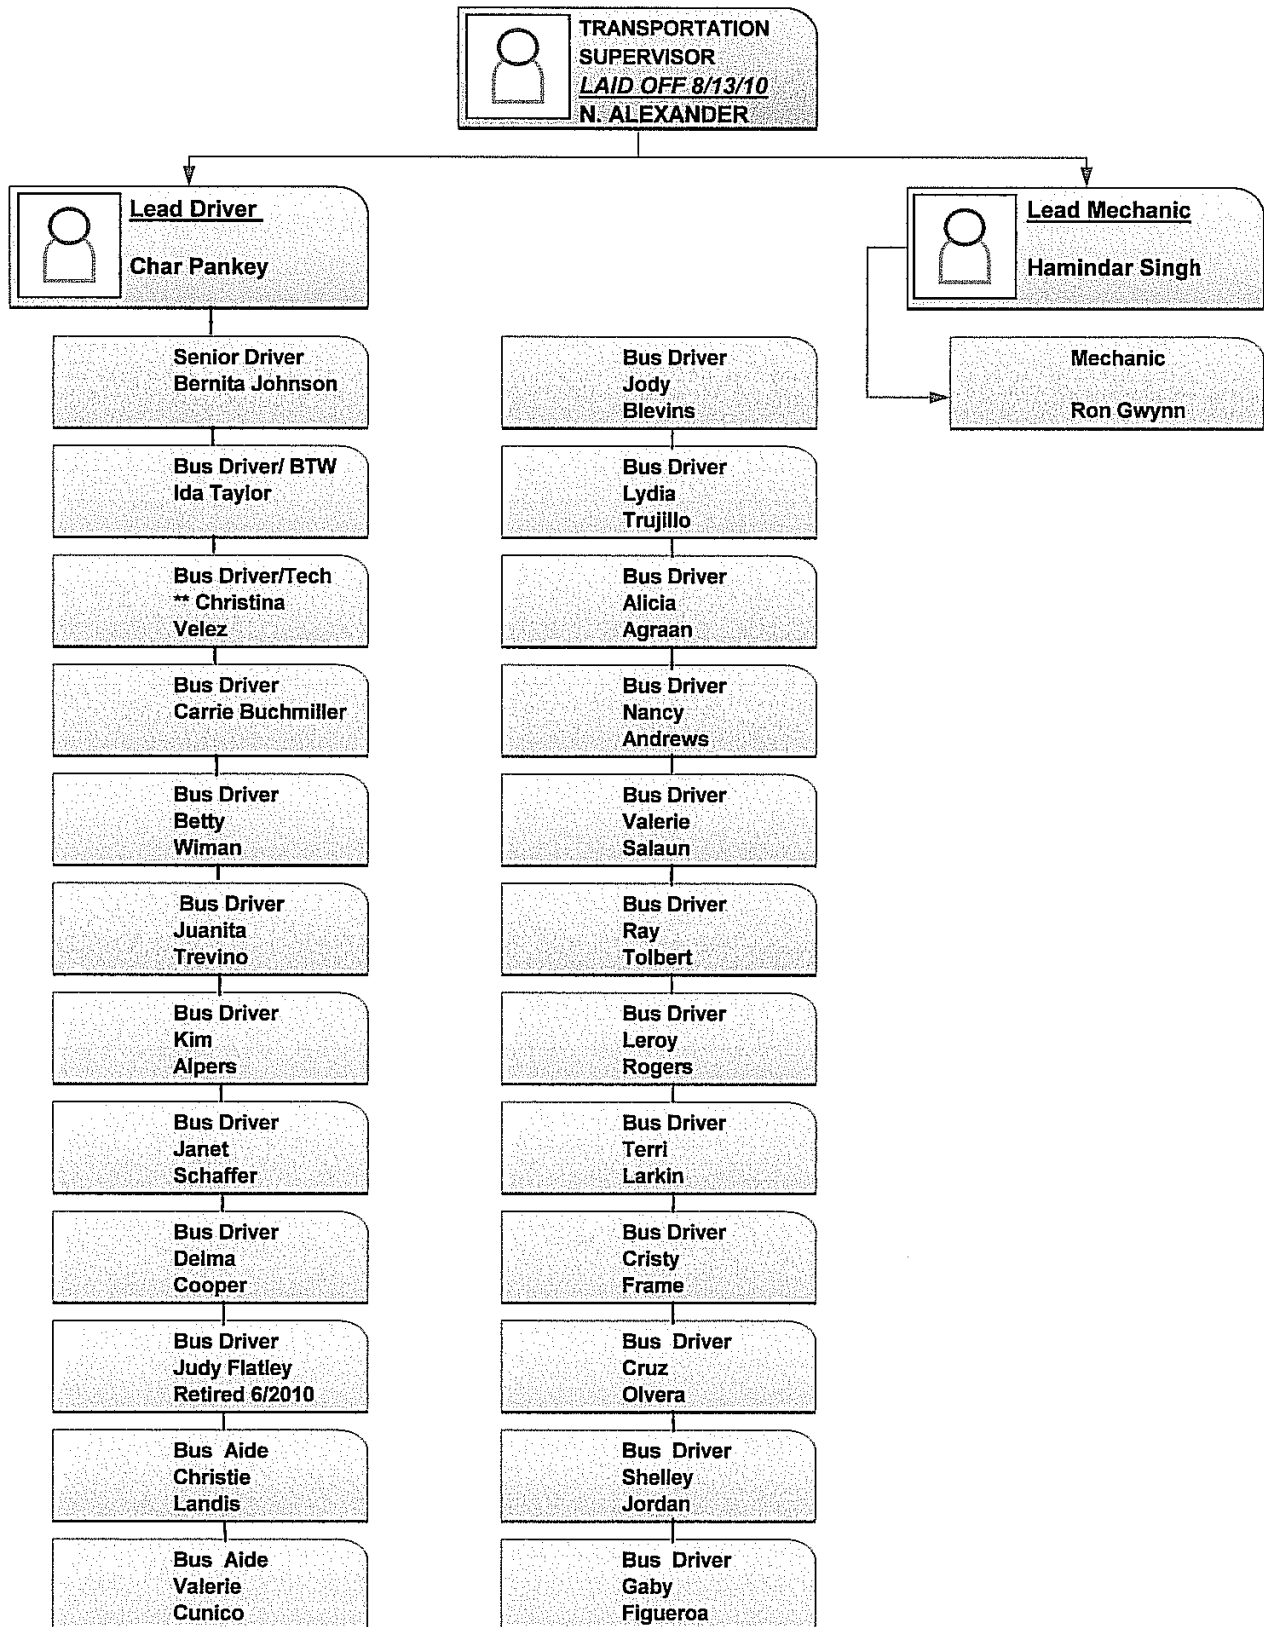 TRANSPORTATION
SUPERVISOR
LAID OFF 8/13/10
N. ALEXANDER
Lead Driver
Char Pankey
Lead Mechanic
Hamindar Singh
Senior Driver
Bernita Johnson
Bus Driver/ BTW
Ida Taylor
Bus Driver/Tech
** Christina
Velez
Bus Driver
Carrie Buchmiller
Bus Driver
Betty
Wiman
Bus Driver
Juanita
Trevino
Bus Driver
Kim
Alpers
Bus Driver
Janet
Schaffer
Bus Driver
Delma
Cooper
Bus Driver
Judy Flatley
Retired 6/2010
Bus Aide
Christie
Landis
Bus Aide
Valerie
Cunico
Bus Driver
Jody
Blevins
Bus Driver
Lydia
Trujillo
Bus Driver
Alicia
Agraan
Bus Driver
Nancy
Andrews
Bus Driver
Valerie
Salaun
Bus Driver
Ray
Tolbert
Bus Driver
Leroy
Rogers
Bus Driver
Terri
Larkin
Bus Driver
Cristy
Frame
Bus Driver
Cruz
Olvera
Bus Driver
Shelley
Jordan
Bus Driver
Gaby
Figueroa
Mechanic
Ron Gwynn